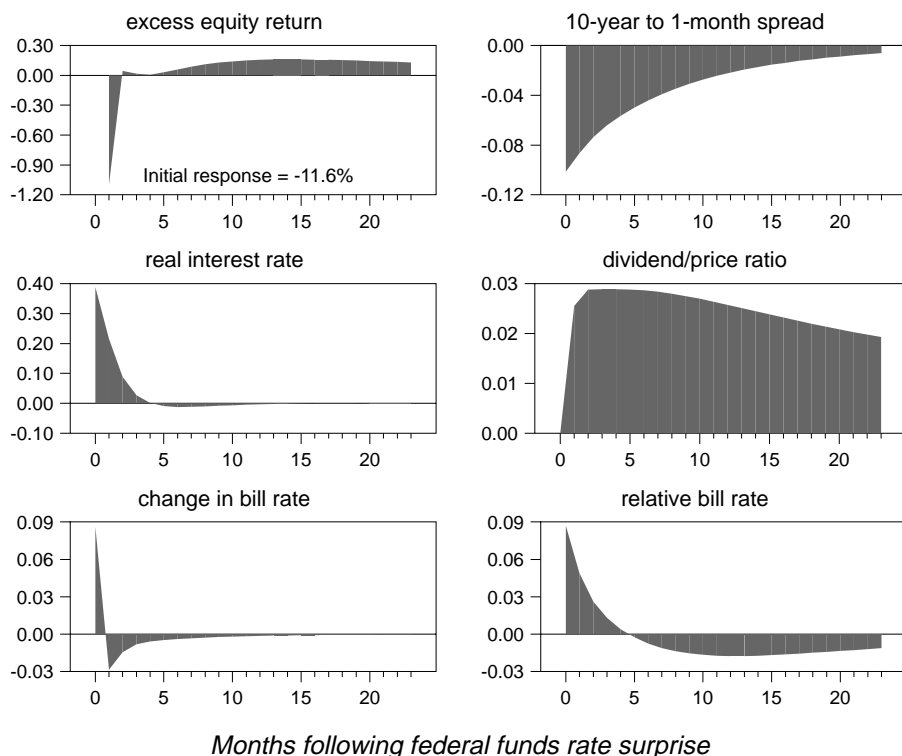 excess equity return
0.30
0.00
-0.30
-0.60
-0.90
-1.20
Initial response = -11.6%
0 5 10 15 20
10-year to 1-month spread
0.00
-0.04
-0.08
-0.12
0 5 10 15 20
real interest rate
0.40
0.30
0.20
0.10
0.00
-0.10
0 5 10 15 20
dividend/price ratio
0.03
0.02
0.01
0.00
0 5 10 15 20
change in bill rate
0.09
0.06
0.03
0.00
-0.03
0 5 10 15 20
relative bill rate
0.09
0.06
0.03
0.00
-0.03
0 5 10 15 20
Months following federal funds rate surprise